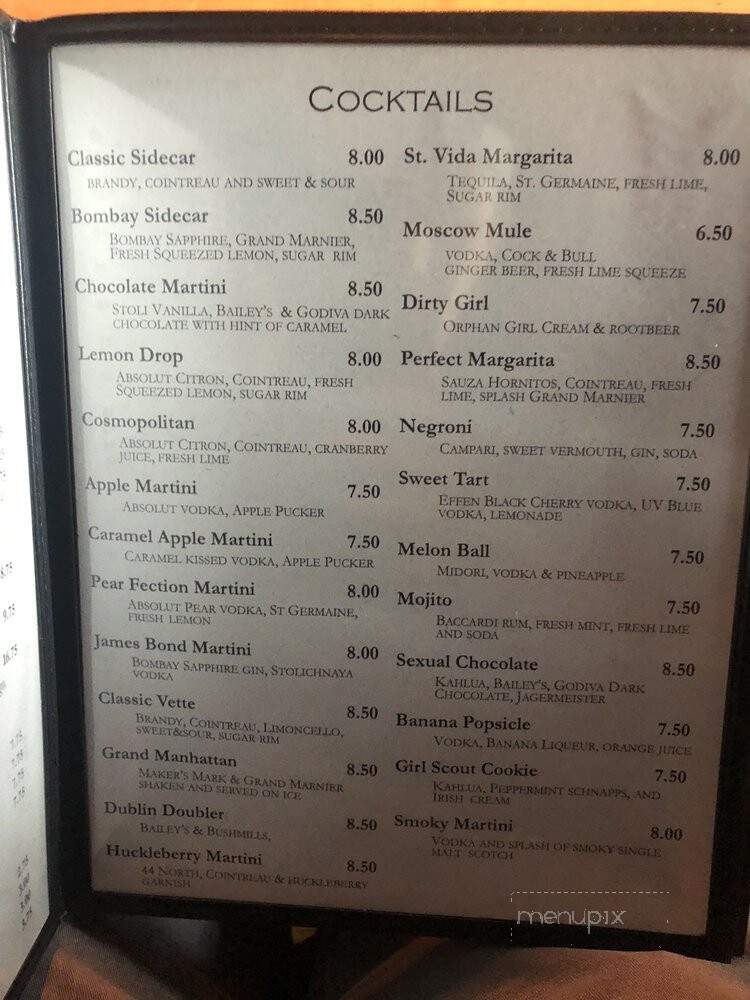 COCKTAILS
Classic Sidecar 8.00
BRANDY, COINTREAU AND SWEET & SOUR
Bombay Sidecar 8.50
BOMBAY SAPPHIRE, GRAND MARNIER,
FRESH SQUEEZED LEMON, SUGAR RIM
Chocolate Martini 8.50
STOLI VANILLA, BAILEY'S & GODIVA DARK
CHOCOLATE WITH HINT OF CARAMEL
Lemon Drop 8.00
ABSOLUT CITRON, COINTREAU, FRESH
SQUEEZED LEMON, SUGAR RIM
Cosmopolitan 8.00
ABSOLUT CITRON, COINTREAU, CRANBERRY
JUICE, FRESH LIME
Apple Martini 7.50
ABSOLUT VODKA, APPLE PUCKER
Caramel Apple Martini 7.50
CARAMEL KISSED VODKA, APPLE PUCKER
Pear Fection Martini 8.00
ABSOLUT PEAR VODKA, ST GERMAINE,
FRESH LEMON
James Bond Martini 8.00
BOMBAY SAPPHIRE GIN, STOLICHNAYA
VODKA
Classic Vette 8.50
BRANDY, COINTREAU, LIMONCELLO,
SWEET&SOUR, SUGAR RIM
Grand Manhattan 8.50
MAKER'S MARK & GRAND MARNIER
SHAKEN AND SERVED ON ICE
Dublin Doubler 8.50
BAILEY'S & BUSHMILLS,
Huckleberry Martini 8.50
44 NORTH, COINTREAU & HUCKLEBERRY
GARNISH
St. Vida Margarita 8.00
TEQUILA, ST. GERMAINE, FRESH LIME,
SUGAR RIM
Moscow Mule 6.50
VODKA, COCK & BULL
GINGER BEER, FRESH LIME SQUEEZE
Dirty Girl 7.50
ORPHAN GIRL CREAM & ROOTBEER
Perfect Margarita 8.50
SAUZA HORNITOS, COINTREAU, FRESH
LIME, SPLASH GRAND MARNIER
Negroni 7.50
CAMPARI, SWEET VERMOUTH, GIN, SODA
Sweet Tart 7.50
EFFEN BLACK CHERRY VODKA, UV BLUE
VODKA, LEMONADE
Melon Ball 7.50
MIDORI, VODKA & PINEAPPLE
Mojito 7.50
BACCARDI RUM, FRESH MINT, FRESH LIME
AND SODA
Sexual Chocolate 8.50
KAHLUA, BAILEY'S, GODIVA DARK
CHOCOLATE, JAGERMEISTER
Banana Popsicle 7.50
VODKA, BANANA LIQUEUR, ORANGE JUICE
Girl Scout Cookie 7.50
KAHLUA, PEPPERMINT SCHNAPPS, AND
IRISH CREAM
Smoky Martini 8.00
VODKA AND SPLASH OF SMOKY SINGLE
MALT SCOTCH
menupix
9.75
16.75